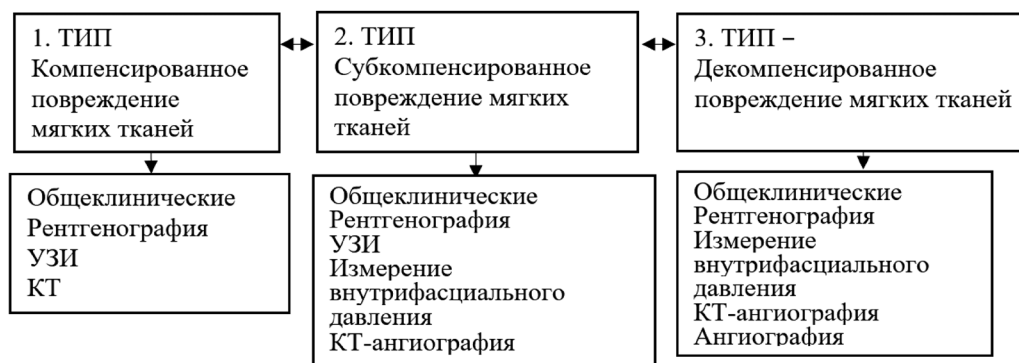 1. ТИП
Компенсированное
повреждение
мягких тканей
2. ТИП
Субкомпенсированное
повреждение мягких
тканей
3. ТИП –
Декомпенсированное
повреждение мягких тканей
Общеклинические
Рентгенография
УЗИ
КТ
Общеклинические
Рентгенография
УЗИ
Измерение
внутрифасциального
давления
КТ-ангиография
Общеклинические
Рентгенография
Измерение
внутрифасциального
давления
КТ-ангиография
Ангиография